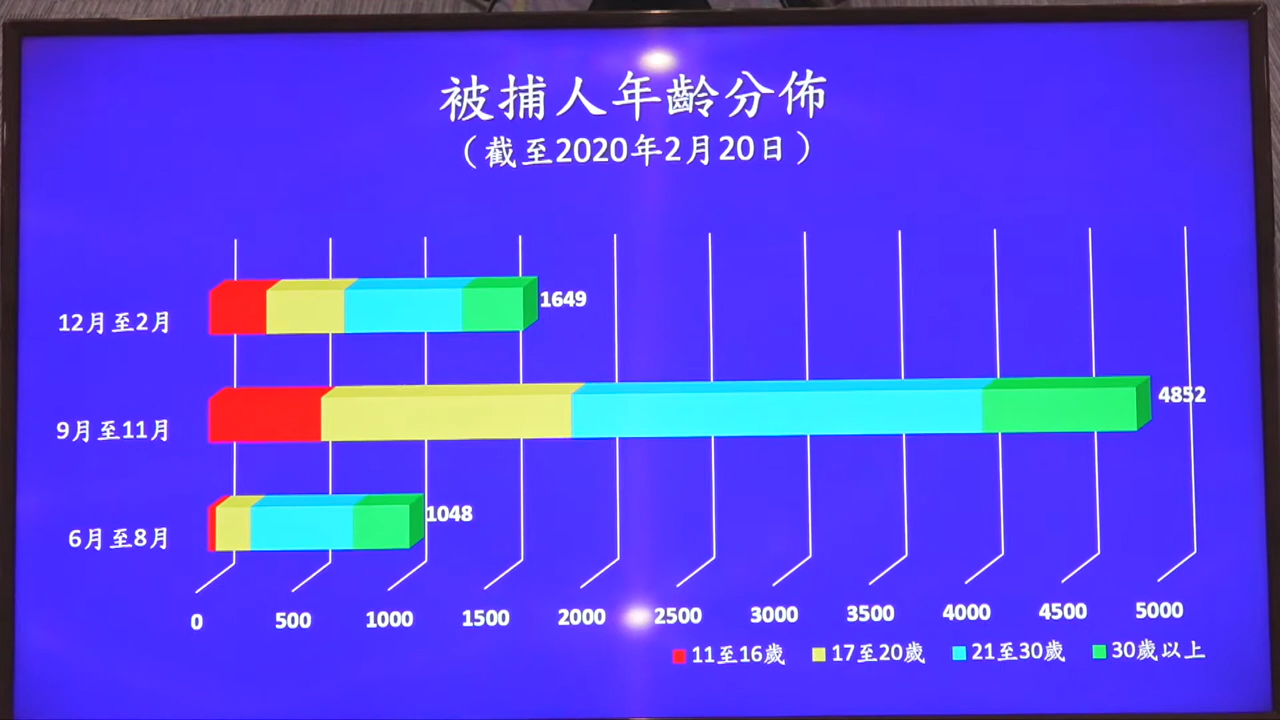 被捕人年齡分佈
（截至2020年2月20日）
12月至2月
1649
9月至11月
4852
6月至8月
1048
0 500 1000 1500 2000 2500 3000 3500 4000 4500 5000
11至16歲 17至20歲 21至30歲 30歲以上